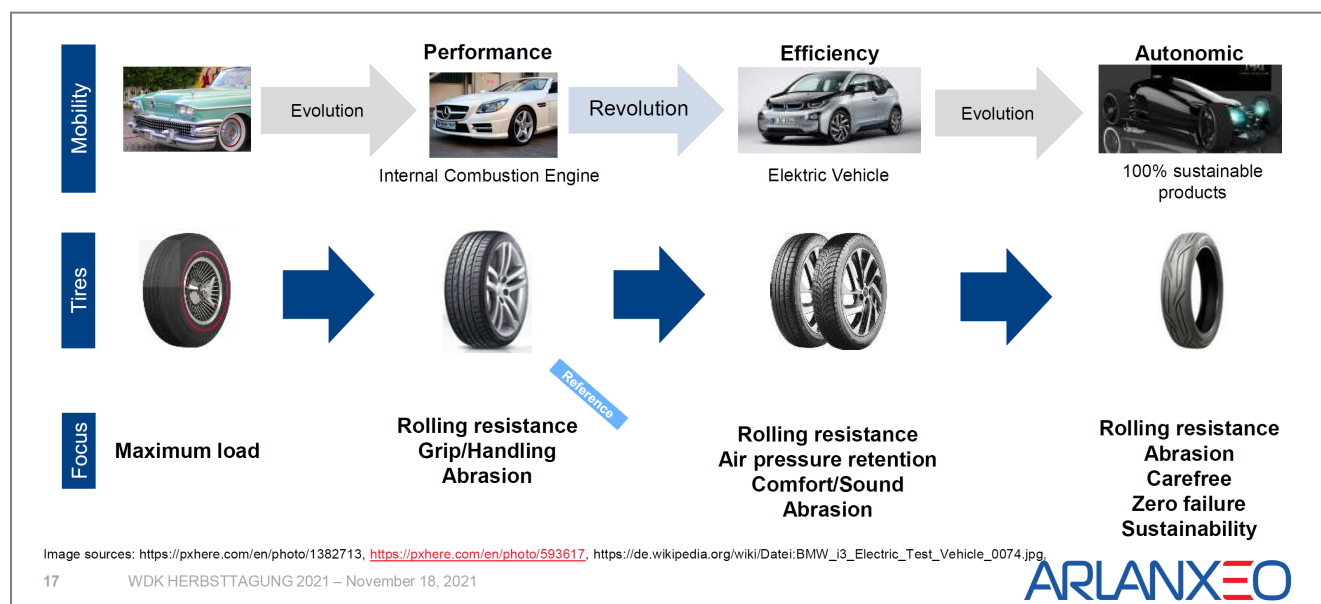 Mobility
Performance
Efficiency
Autonomic
Evolution
Revolution
Evolution
Internal Combustion Engine
Elektric Vehicle
100% sustainable
products
Tires
Reference
Focus
Maximum load
Rolling resistance
Grip/Handling
Abrasion
Rolling resistance
Air pressure retention
Comfort/Sound
Abrasion
Rolling resistance
Abrasion
Carefree
Zero failure
Sustainability
Image sources: https://pxhere.com/en/photo/1382713, https://pxhere.com/en/photo/593617, https://de.wikipedia.org/wiki/Datei:BMW_i3_Electric_Test_Vehicle_0074.jpg,
17 WDK HERBSTTAGUNG 2021 – November 18, 2021
ARLANXEO